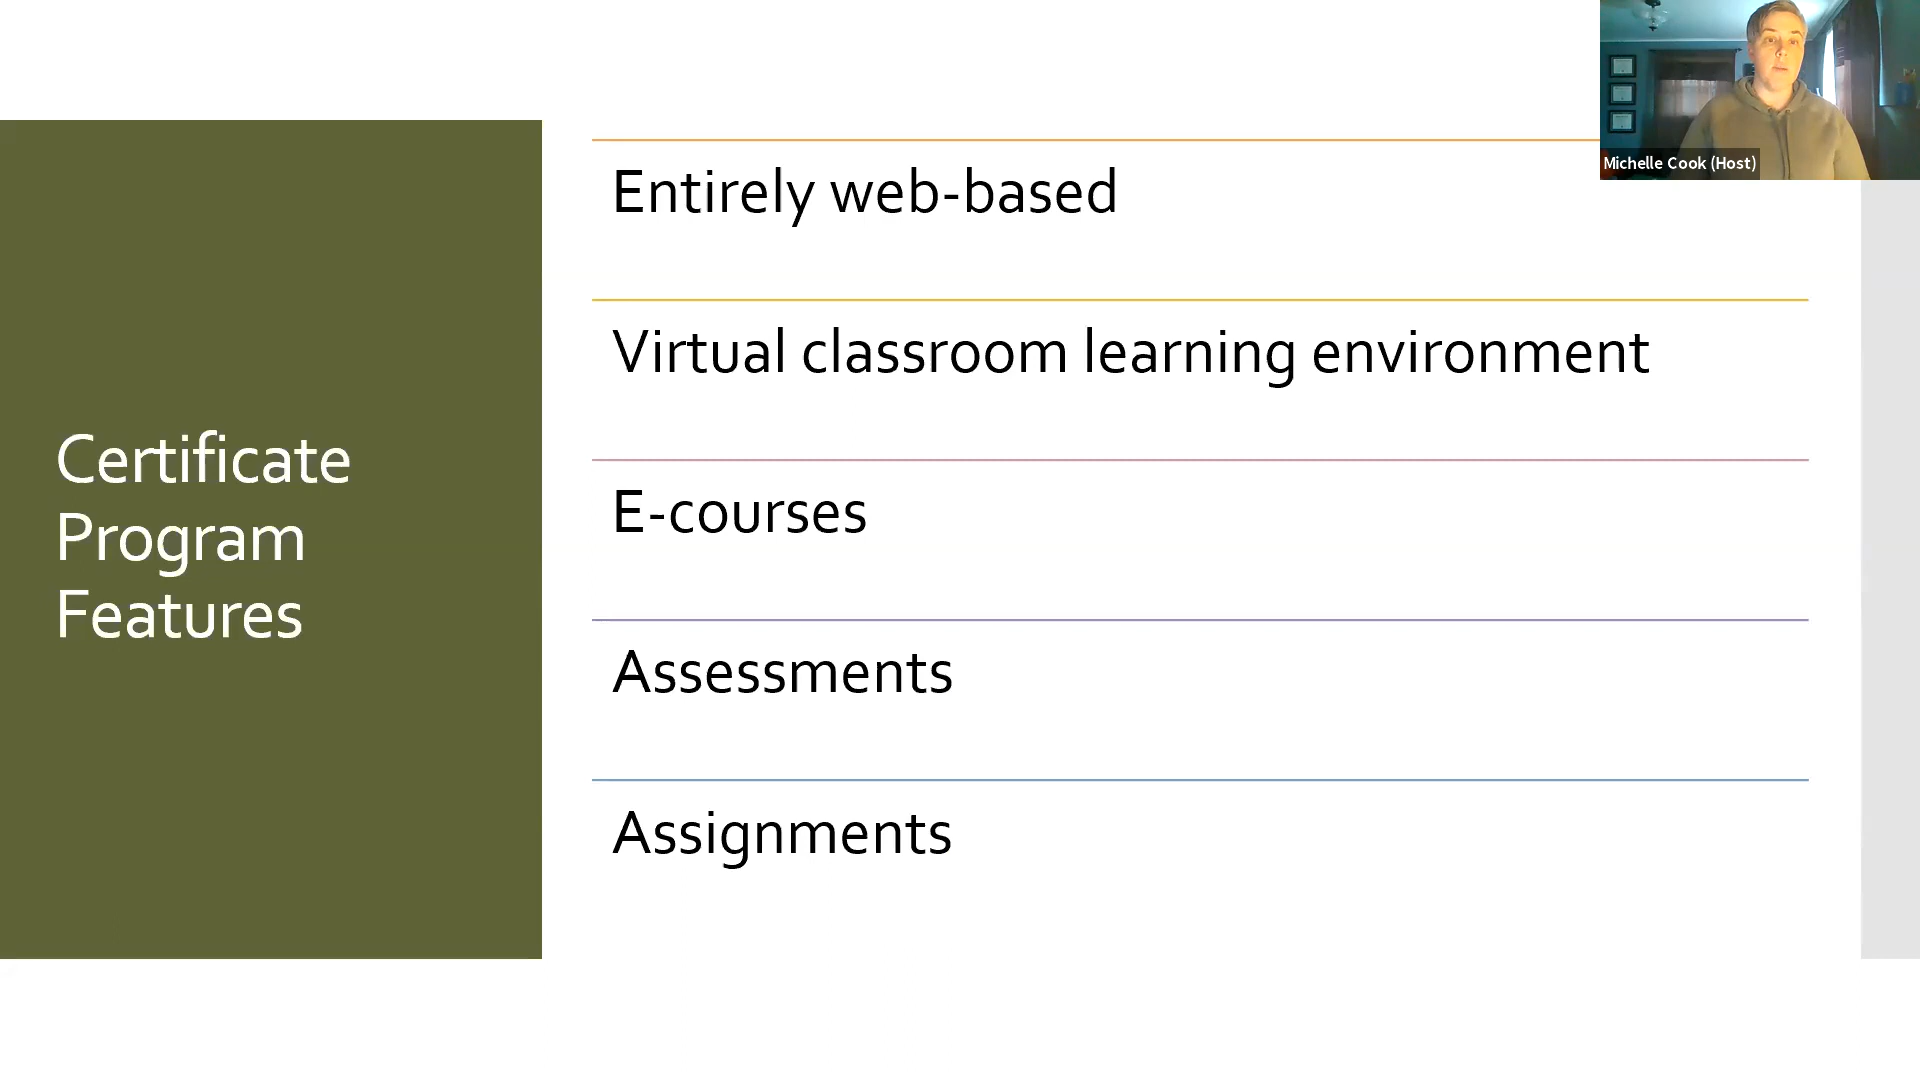 Certificate
Program
Features
Entirely web-based
Virtual classroom learning environment
E-courses
Assessments
Assignments
Michelle Cook (Host)